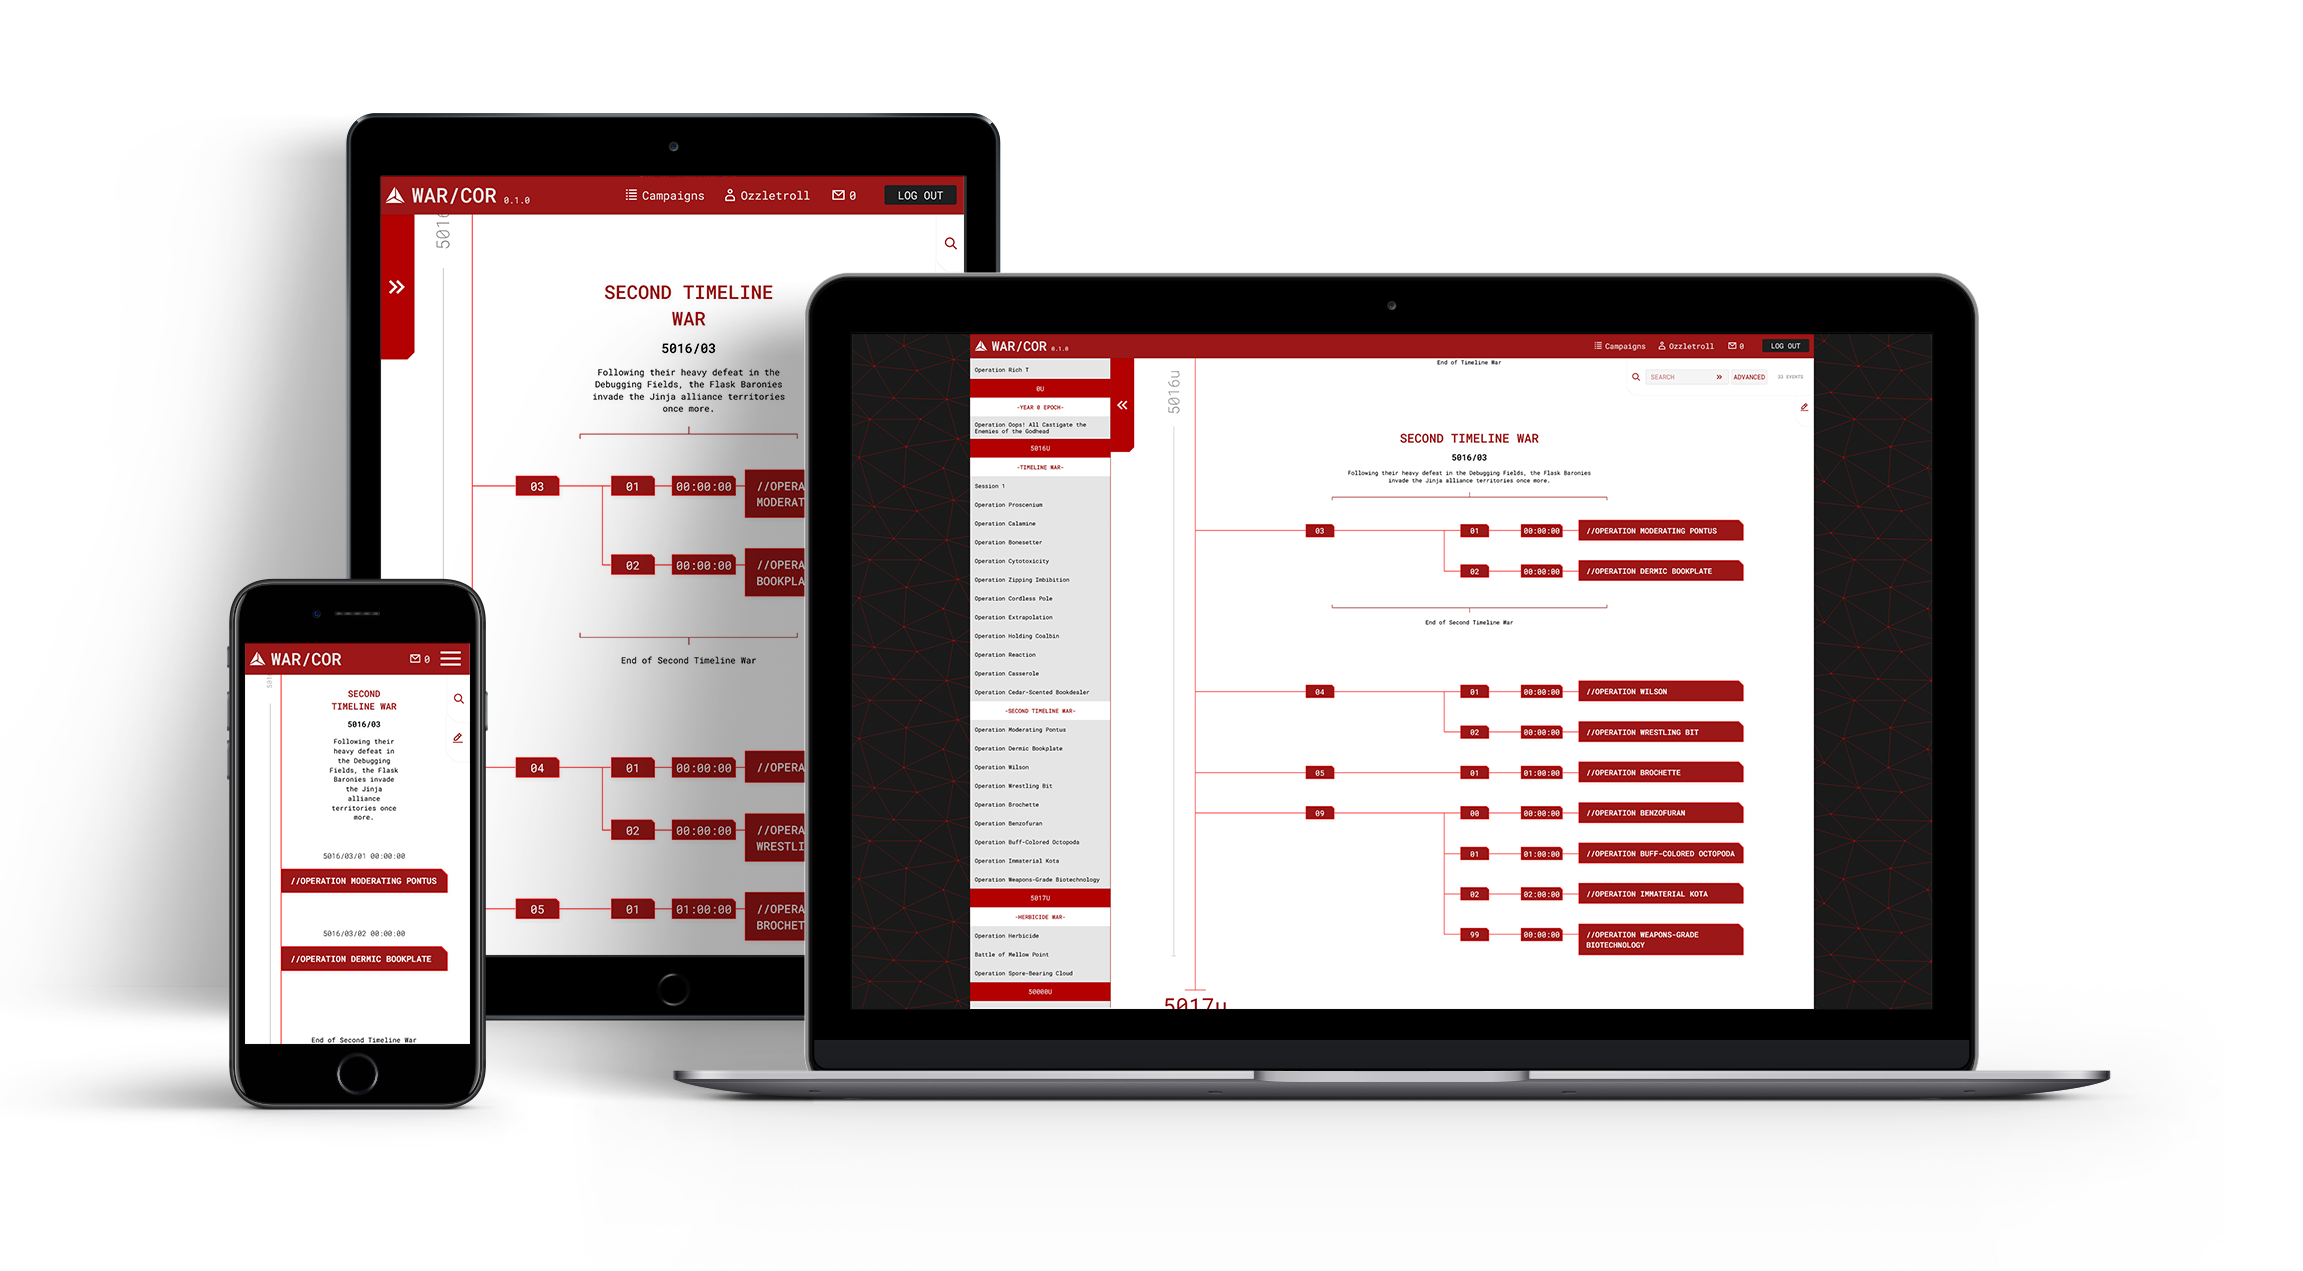 WAR/COR 0.1.0
Campaigns
Ozzletroll
0
LOG OUT
SECOND TIMELINE
WAR
5016/03
Following their heavy defeat in the
Debugging Fields, the Flask Baronies
invade the Jinja alliance territories
once more.
03
01
00:00:00
//OPERA
MODERAT
02
00:00:00
//OPERA
BOOKPLA
End of Second Timeline War
04
01
00:00:00
//OPERA
02
00:00:00
//OPERA
WRESTLI
05
01
01:00:00
//OPERA
BROCHET
WAR/COR
0
SECOND
TIMELINE WAR
5016/03
Following their
heavy defeat in
the Debugging
Fields, the Flask
Baronies invade
the Jinja
alliance
territories once
more.
5016/03/01 00:00:00
//OPERATION MODERATING PONTUS
5016/03/02 00:00:00
//OPERATION DERMIC BOOKPLATE
End of Second Timeline War
WAR/COR 0.1.0
Campaigns
Ozzletroll
0
LOG OUT
Operation Rich T
0U
-YEAR 0 EPOCH-
Operation Oops! All Castigate the
Enemies of the Godhead
5016U
-TIMELINE WAR-
Session 1
Operation Proscenium
Operation Calamine
Operation Bonesetter
Operation Cytotoxicity
Operation Zipping Imbibition
Operation Cordless Pole
Operation Extrapolation
Operation Holding Coalbin
Operation Reaction
Operation Casserole
Operation Cedar-Scented Bookdealer
-SECOND TIMELINE WAR-
Operation Moderating Pontus
Operation Dermic Bookplate
Operation Wilson
Operation Wrestling Bit
Operation Brochette
Operation Benzofuran
Operation Buff-Colored Octopoda
Operation Immaterial Kota
Operation Weapons-Grade Biotechnology
5017U
-HERBICIDE WAR-
Operation Herbicide
Battle of Mellow Point
Operation Spore-Bearing Cloud
50000U
5016u
End of Timeline War
SEARCH
ADVANCED
33 EVENTS
SECOND TIMELINE WAR
5016/03
Following their heavy defeat in the Debugging Fields, the Flask Baronies
invade the Jinja alliance territories once more.
03
01
00:00:00
//OPERATION MODERATING PONTUS
02
00:00:00
//OPERATION DERMIC BOOKPLATE
End of Second Timeline War
04
01
00:00:00
//OPERATION WILSON
02
00:00:00
//OPERATION WRESTLING BIT
05
01
01:00:00
//OPERATION BROCHETTE
09
00
00:00:00
//OPERATION BENZOFURAN
01
01:00:00
//OPERATION BUFF-COLORED OCTOPODA
02
02:00:00
//OPERATION IMMATERIAL KOTA
99
00:00:00
//OPERATION WEAPONS-GRADE
BIOTECHNOLOGY
5017u